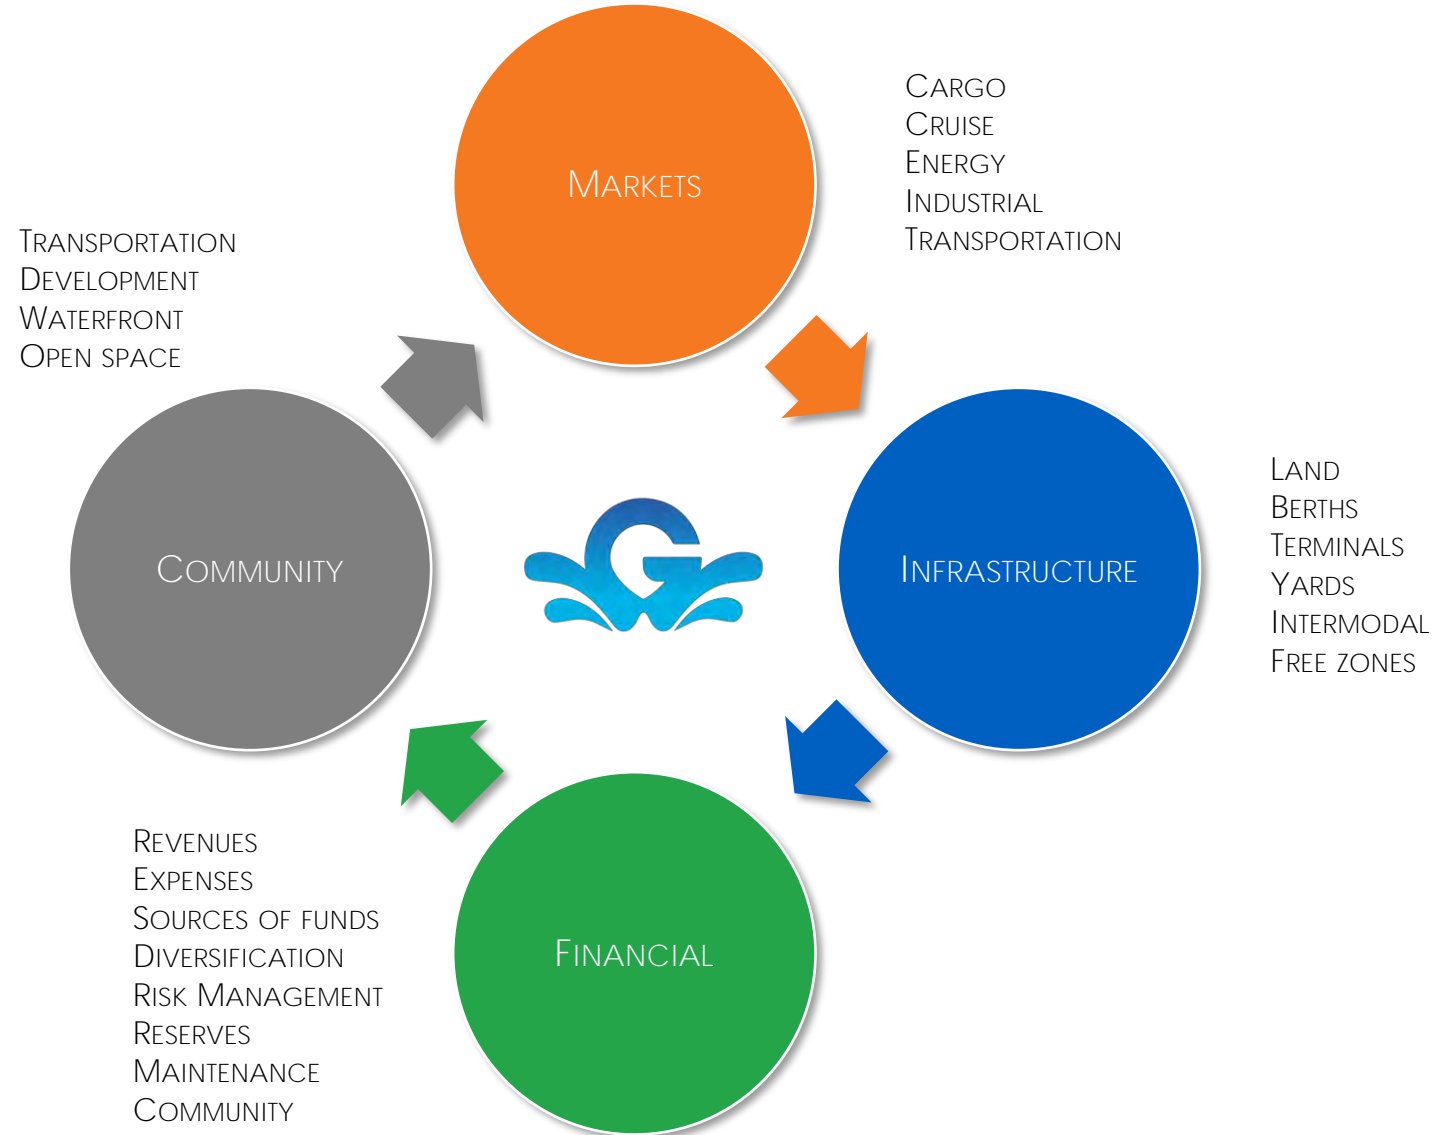 MARKETS
CARGO
CRUISE
ENERGY
INDUSTRIAL
TRANSPORTATION
TRANSPORTATION
DEVELOPMENT
WATERFRONT
OPEN SPACE
COMMUNITY
G
INFRASTRUCTURE
LAND
BERTHS
TERMINALS
YARDS
INTERMODAL
FREE ZONES
REVENUES
EXPENSES
SOURCES OF FUNDS
DIVERSIFICATION
RISK MANAGEMENT
RESERVES
MAINTENANCE
COMMUNITY
FINANCIAL